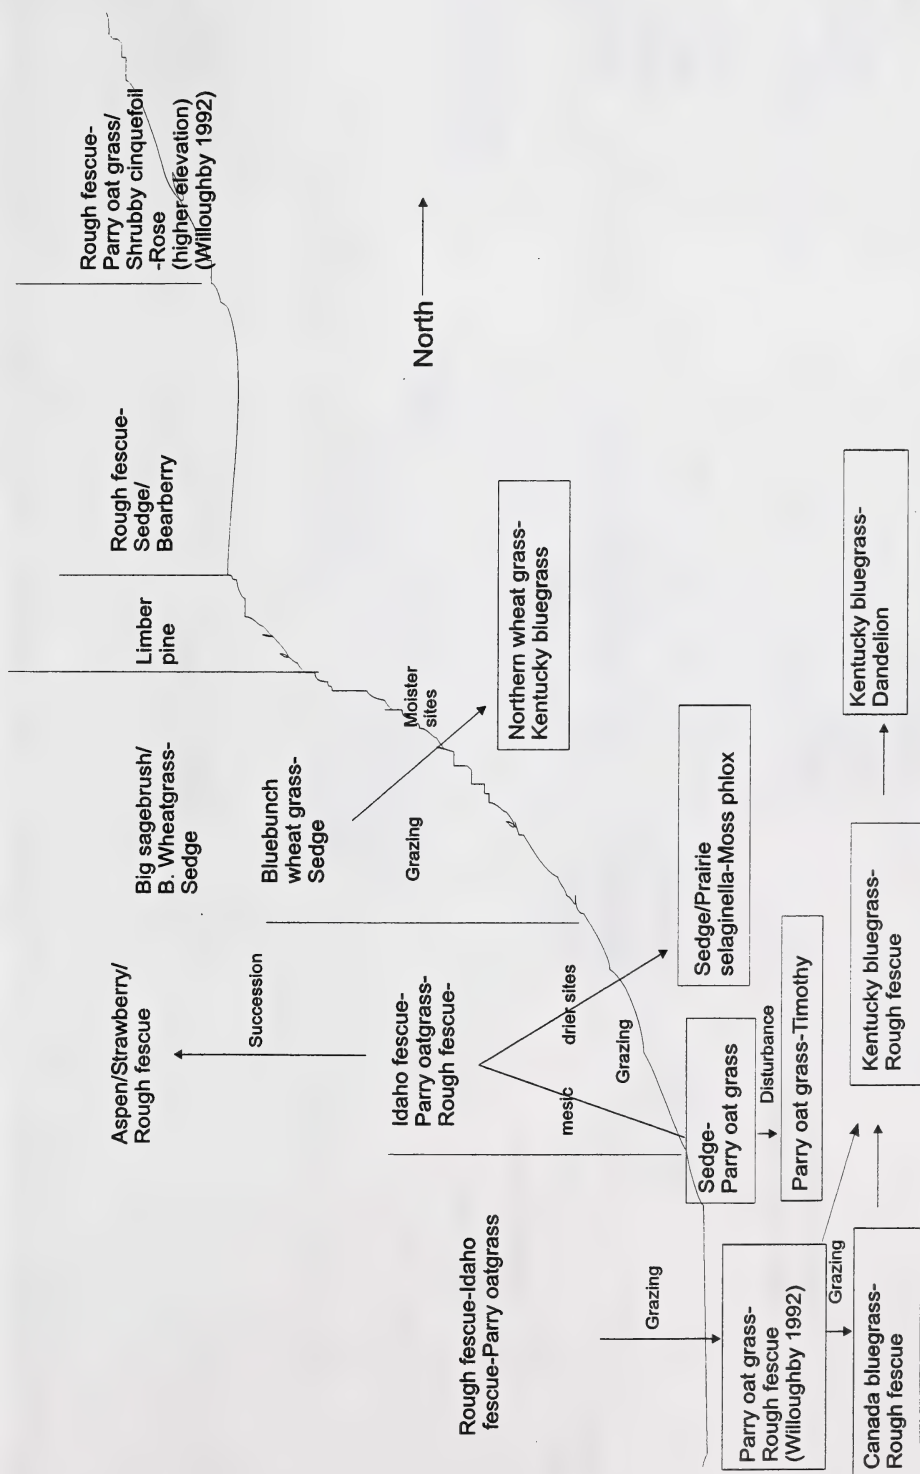 Rough fescue-
Parry oat grass/
Shrubby cinquefoil
-Rose
(higher elevation)
(Willoughby 1992)
Rough fescue-
Sedge/
Bearberry
Limber
pine
Big sagebrush/
B. Wheatgrass-
Sedge
Bluebunch
wheat grass-
Sedge
Grazing
Moister
sites
Northern wheat grass-
Kentucky bluegrass
North
Aspen/Strawberry/
Rough fescue
Succession
Idaho fescue-
Parry oatgrass-
Rough fescue-
mesic
drier sites
Grazing
Sedge/Prairie
selaginella-Moss phlox
Sedge-
Parry oat grass
Disturbance
Parry oat grass-Timothy
Rough fescue-Idaho
fescue-Parry oatgrass
Grazing
Parry oat grass-
Rough fescue
(Willoughby 1992)
Grazing
Canada bluegrass-
Rough fescue
Kentucky bluegrass-
Rough fescue
Kentucky bluegrass-
Dandelion